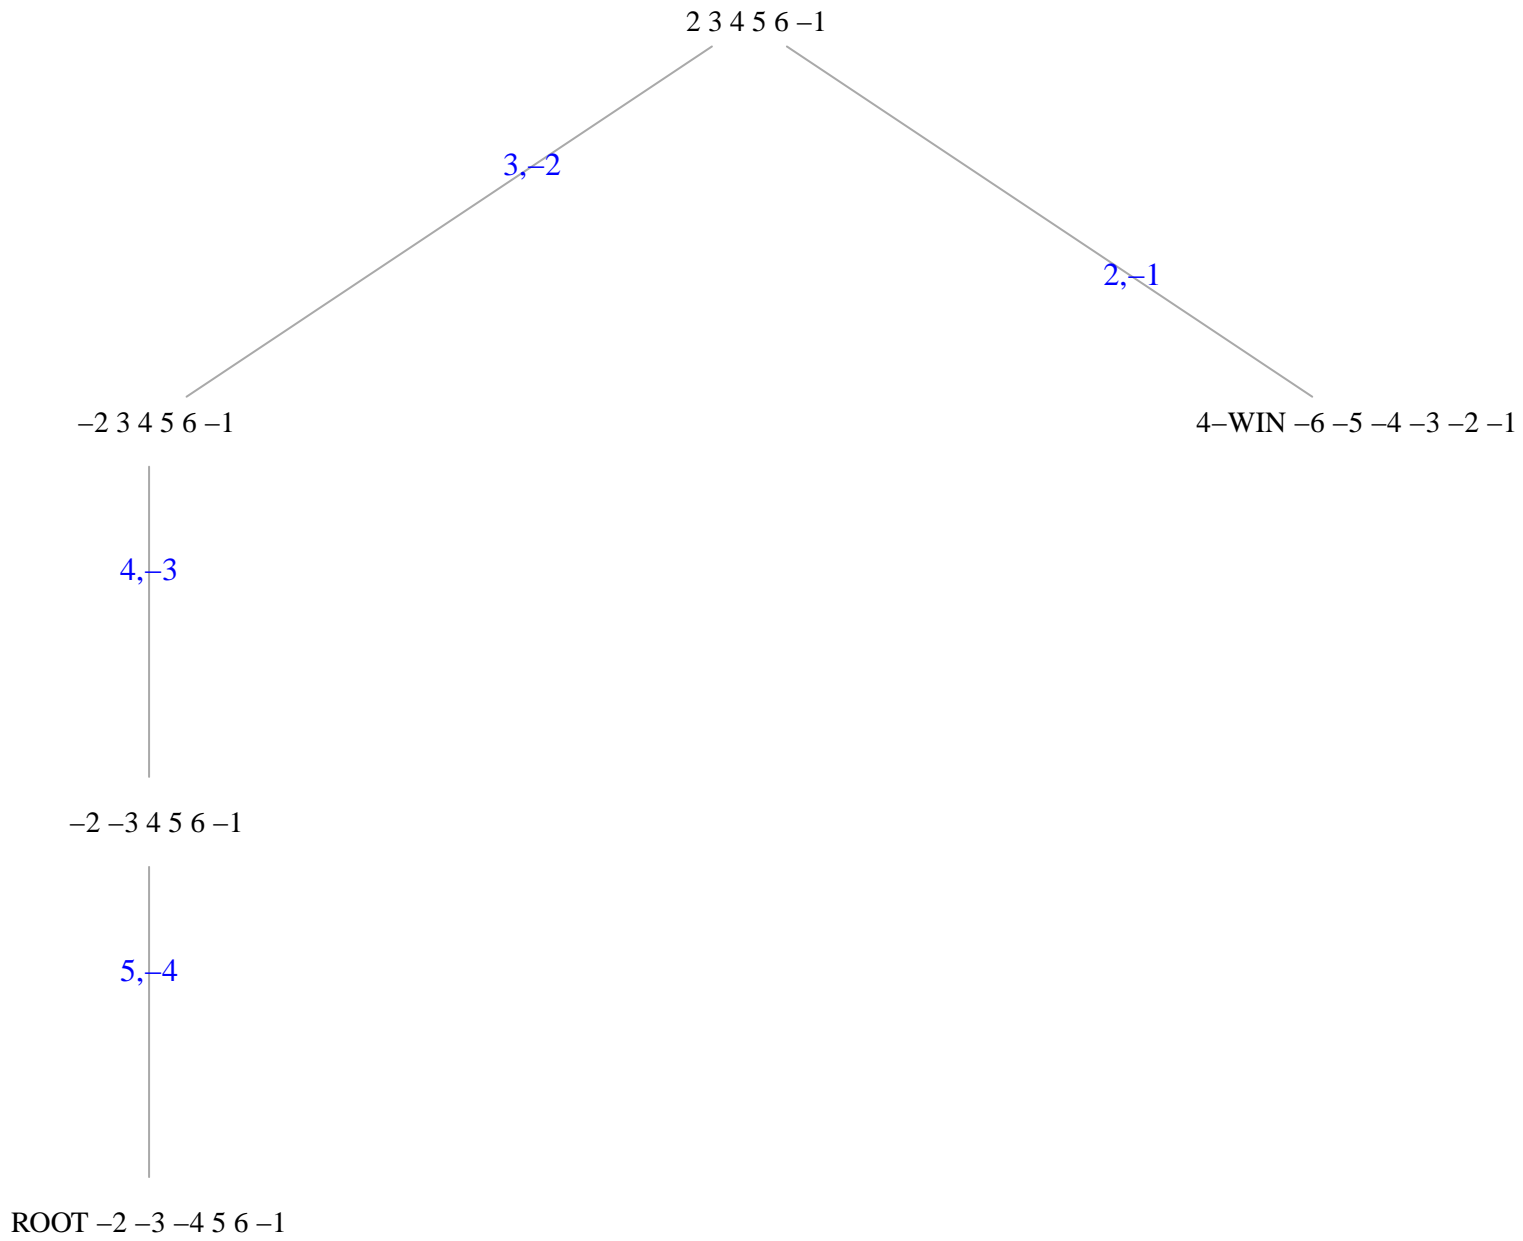 2 3 4 5 6 –1
3,–2
2,–1
–2 3 4 5 6 –1
4–WIN –6 –5 –4 –3 –2 –1
4,–3
–2 –3 4 5 6 –1
5,–4
ROOT –2 –3 –4 5 6 –1